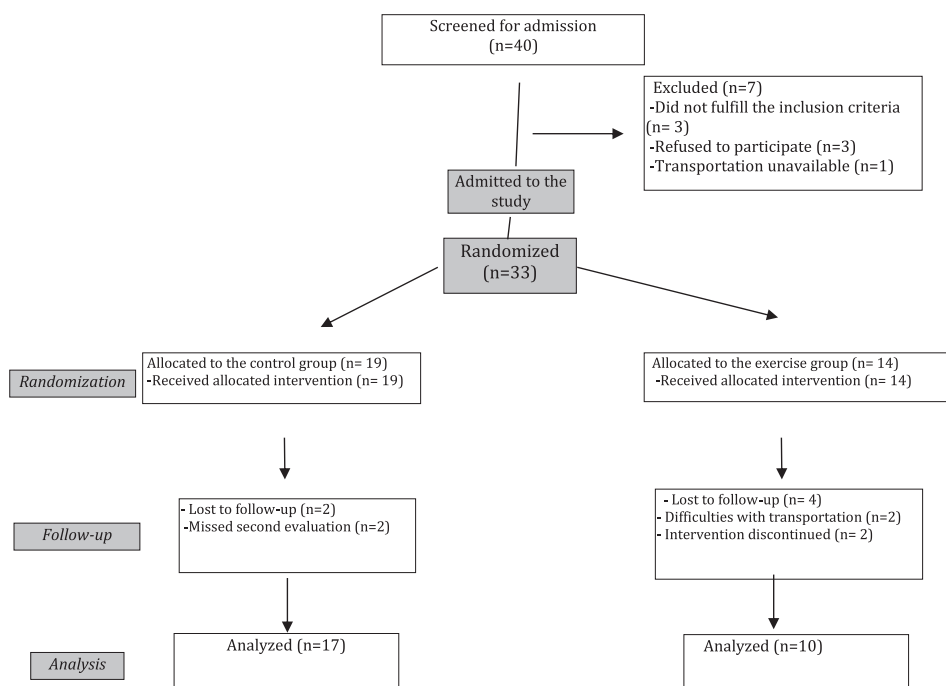 Screened for admission
(n=40)
Excluded (n=7)
-Did not fulfill the inclusion criteria
(n= 3)
-Refused to participate (n=3)
-Transportation unavailable (n=1)
Admitted to the
study
Randomized
(n=33)
Randomization
Allocated to the control group (n= 19)
-Received allocated intervention (n= 19)
Allocated to the exercise group (n= 14)
-Received allocated intervention (n= 14)
Follow-up
- Lost to follow-up (n=2)
- Missed second evaluation (n=2)
- Lost to follow-up (n= 4)
- Difficulties with transportation (n=2)
- Intervention discontinued (n= 2)
Analysis
Analyzed (n=17)
Analyzed (n=10)